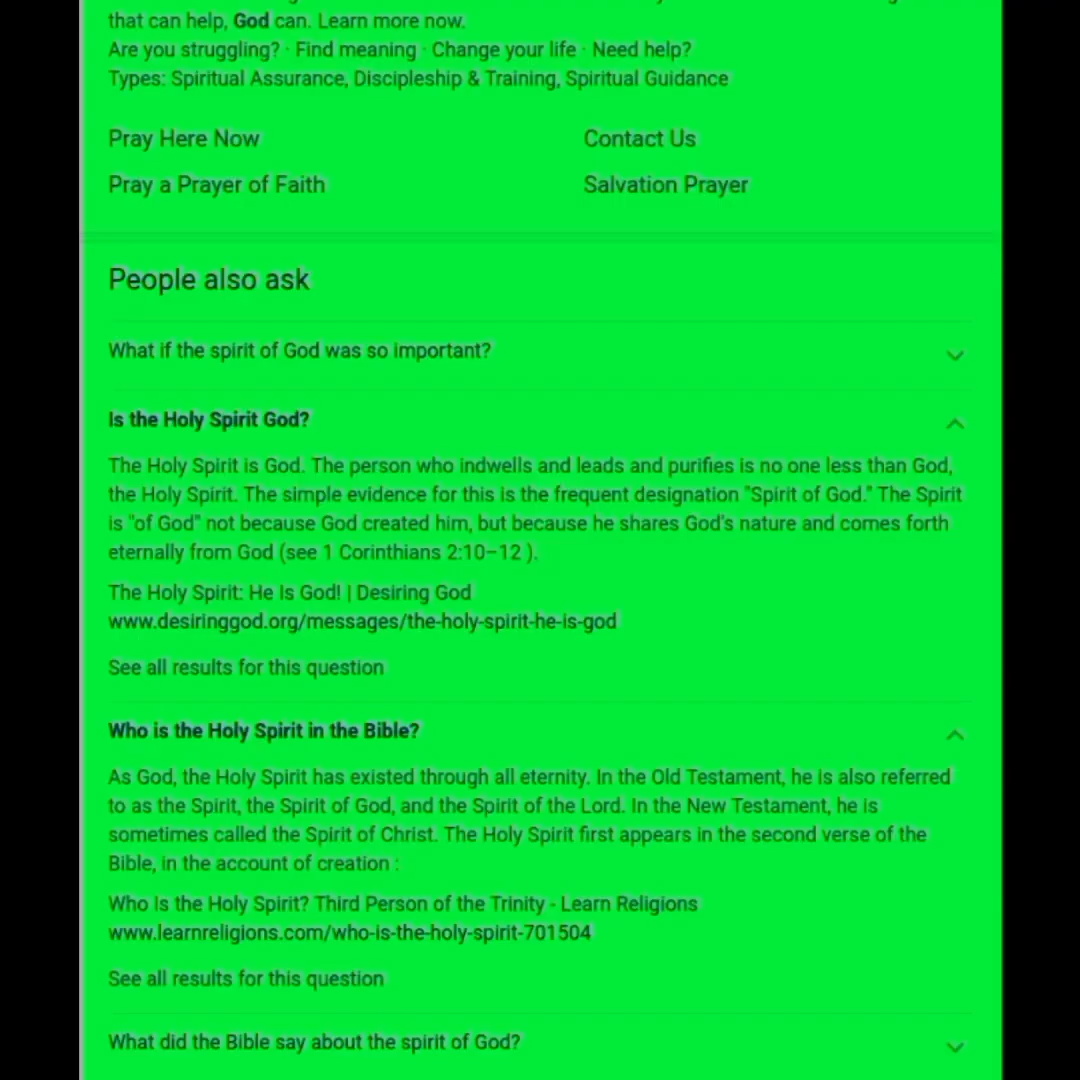 that can help, God can. Learn more now.
Are you struggling? · Find meaning · Change your life · Need help?
Types: Spiritual Assurance, Discipleship & Training, Spiritual Guidance
Pray Here Now
Contact Us
Pray a Prayer of Faith
Salvation Prayer
People also ask
What if the spirit of God was so important?
Is the Holy Spirit God?
The Holy Spirit is God. The person who indwells and leads and purifies is no one less than God,
the Holy Spirit. The simple evidence for this is the frequent designation "Spirit of God." The Spirit
is "of God" not because God created him, but because he shares God's nature and comes forth
eternally from God (see 1 Corinthians 2:10–12 ).
The Holy Spirit: He Is God! | Desiring God
www.desiringgod.org/messages/the-holy-spirit-he-is-god
See all results for this question
Who is the Holy Spirit in the Bible?
As God, the Holy Spirit has existed through all eternity. In the Old Testament, he is also referred
to as the Spirit, the Spirit of God, and the Spirit of the Lord. In the New Testament, he is
sometimes called the Spirit of Christ. The Holy Spirit first appears in the second verse of the
Bible, in the account of creation :
Who Is the Holy Spirit? Third Person of the Trinity - Learn Religions
www.learnreligions.com/who-is-the-holy-spirit-701504
See all results for this question
What did the Bible say about the spirit of God?